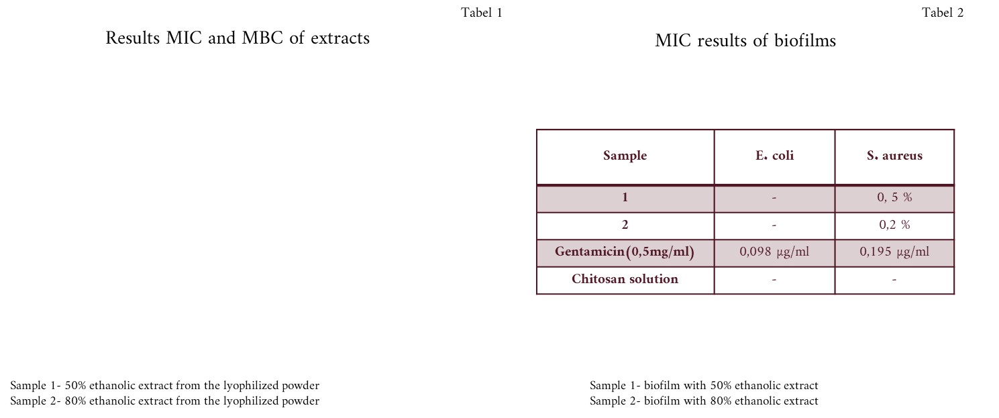 Tabel 1
Results MIC and MBC of extracts
Sample 1- 50% ethanolic extract from the lyophilized powder
Sample 2- 80% ethanolic extract from the lyophilized powder
Tabel 2
MIC results of biofilms
Sample E. coli S. aureus
1 - 0, 5 %
2 - 0,2 %
Gentamicin(0,5mg/ml) 0,098 µg/ml 0,195 µg/ml
Chitosan solution - -
Sample 1- biofilm with 50% ethanolic extract
Sample 2- biofilm with 80% ethanolic extract